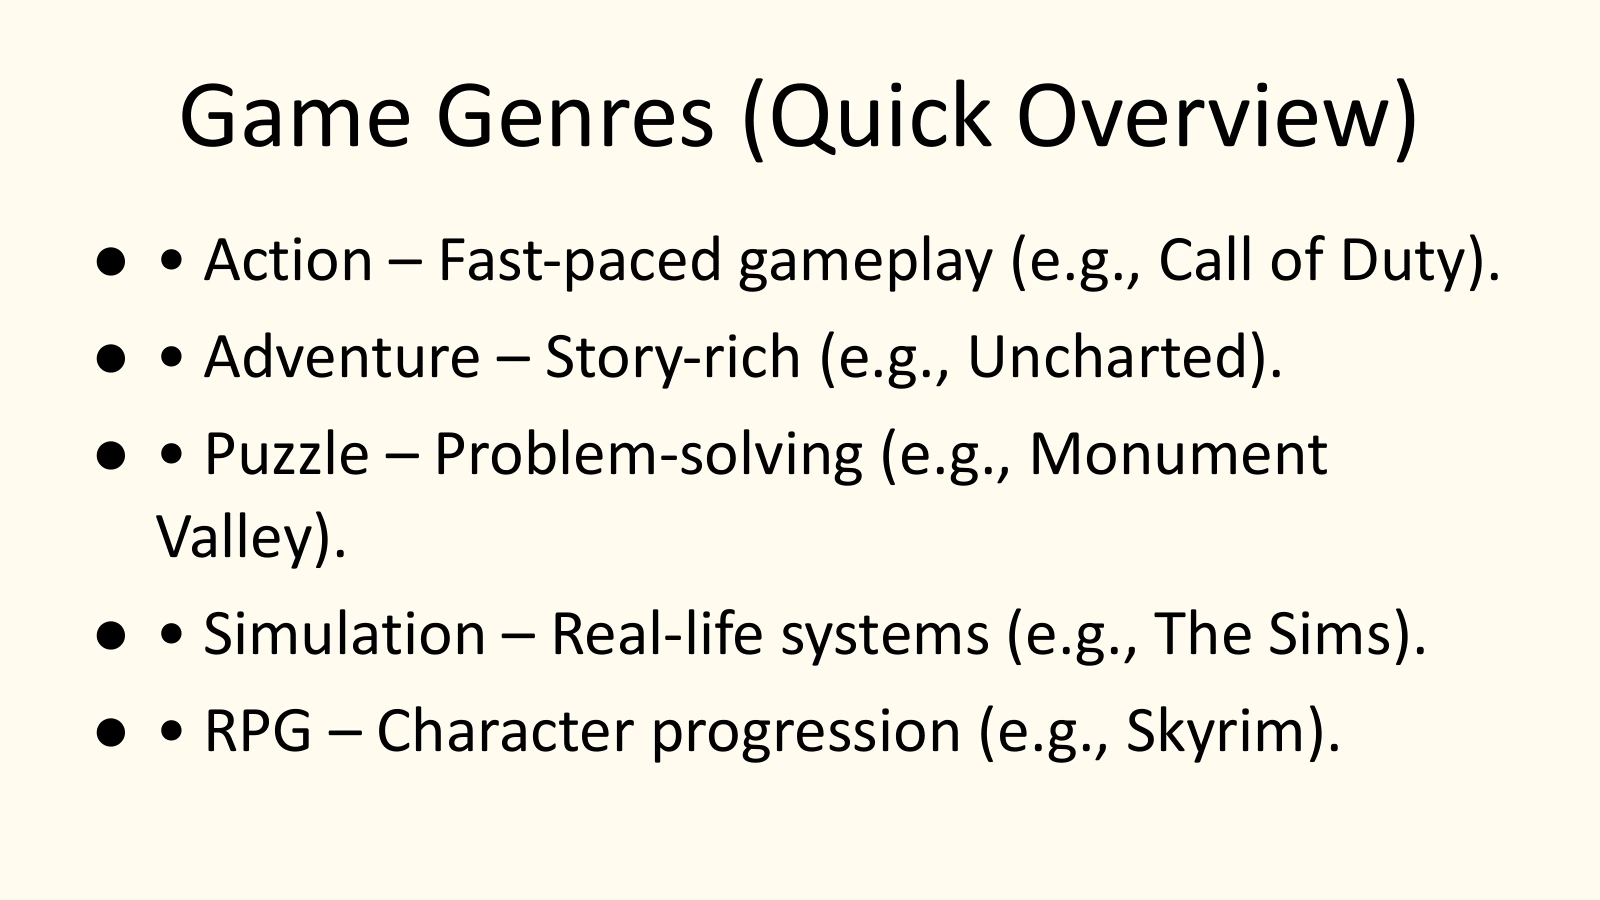 Game Genres (Quick Overview)
● • Action – Fast-paced gameplay (e.g., Call of Duty).
● • Adventure – Story-rich (e.g., Uncharted).
● • Puzzle – Problem-solving (e.g., Monument
Valley).
● • Simulation – Real-life systems (e.g., The Sims).
● • RPG – Character progression (e.g., Skyrim).